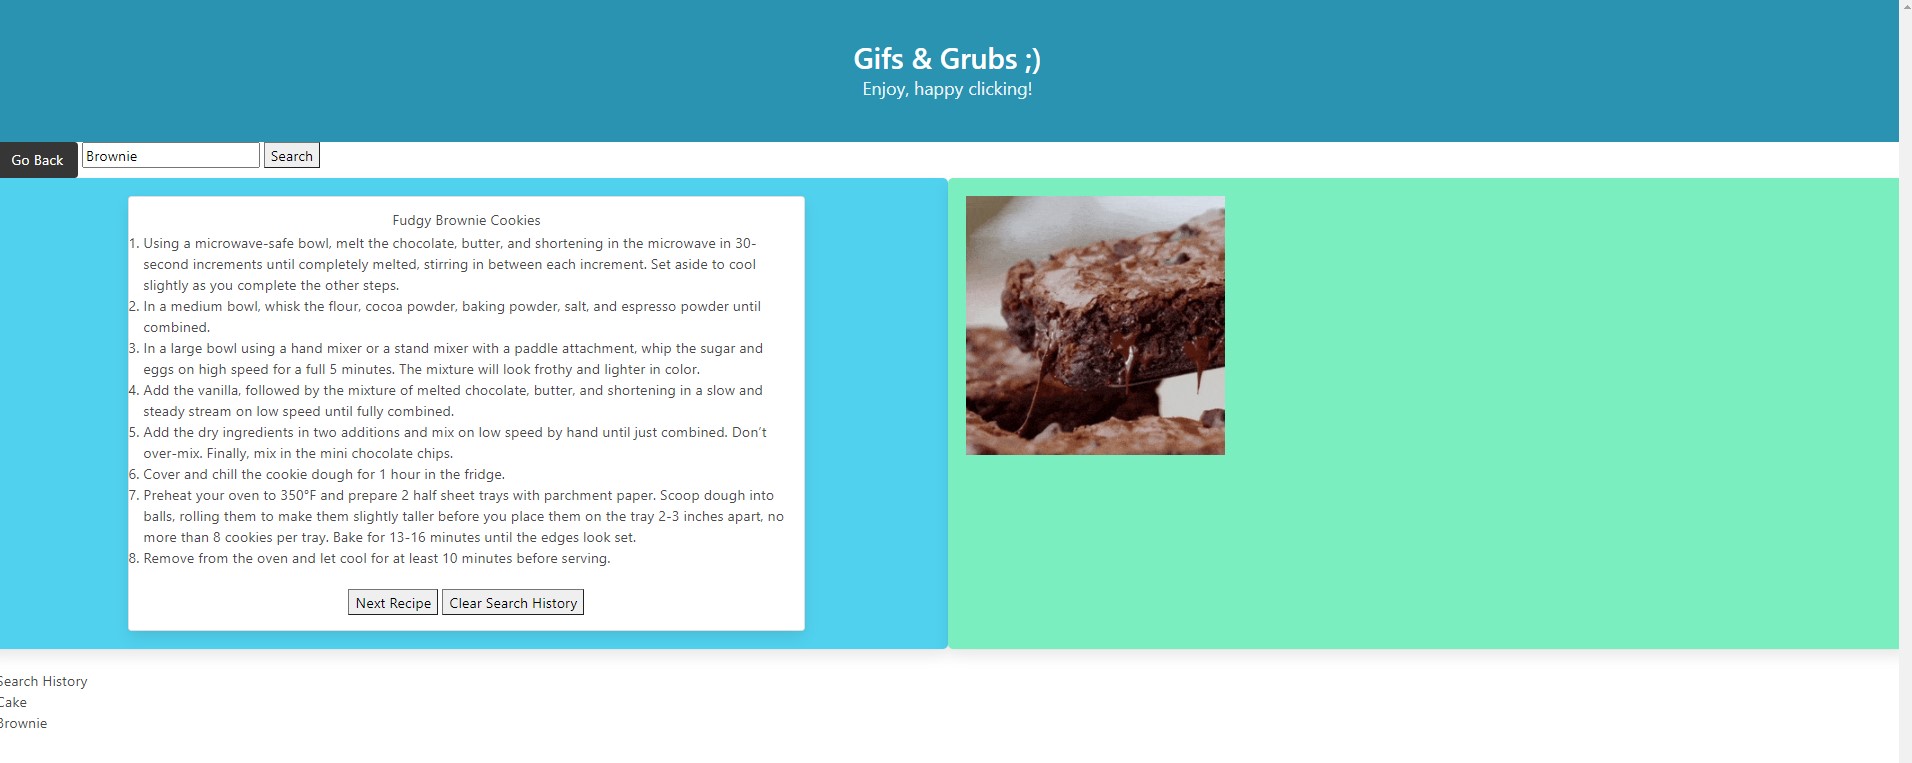 Gifs & Grubs ;)
Enjoy, happy clicking!
Go Back
Brownie
Search
Fudgy Brownie Cookies
1. Using a microwave-safe bowl, melt the chocolate, butter, and shortening in the microwave in 30-
second increments until completely melted, stirring in between each increment. Set aside to cool
slightly as you complete the other steps.
2. In a medium bowl, whisk the flour, cocoa powder, baking powder, salt, and espresso powder until
combined.
3. In a large bowl using a hand mixer or a stand mixer with a paddle attachment, whip the sugar and
eggs on high speed for a full 5 minutes. The mixture will look frothy and lighter in color.
4. Add the vanilla, followed by the mixture of melted chocolate, butter, and shortening in a slow and
steady stream on low speed until fully combined.
5. Add the dry ingredients in two additions and mix on low speed by hand until just combined. Don’t
over-mix. Finally, mix in the mini chocolate chips.
6. Cover and chill the cookie dough for 1 hour in the fridge.
7. Preheat your oven to 350°F and prepare 2 half sheet trays with parchment paper. Scoop dough into
balls, rolling them to make them slightly taller before you place them on the tray 2-3 inches apart, no
more than 8 cookies per tray. Bake for 13-16 minutes until the edges look set.
8. Remove from the oven and let cool for at least 10 minutes before serving.
Next Recipe
Clear Search History
Search History
Cake
Brownie